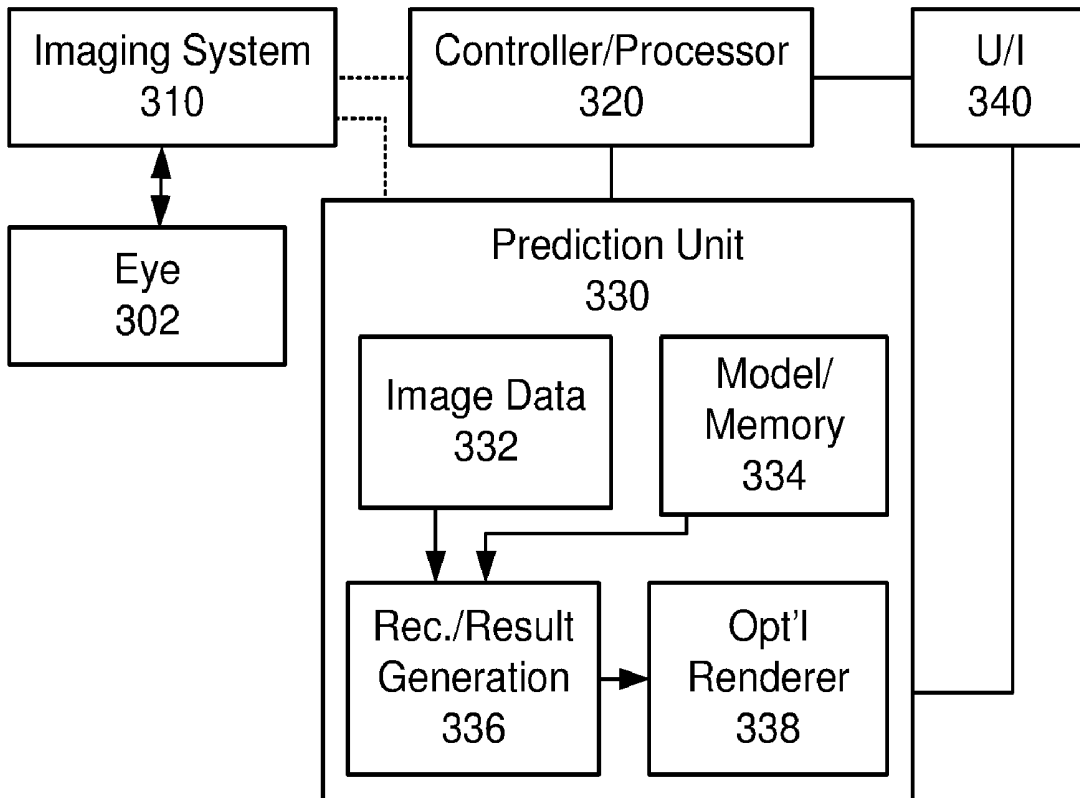 Imaging System
310
Controller/Processor
320
U/I
340
Eye
302
Prediction Unit
330
Image Data
332
Model/
Memory
334
Rec./Result
Generation
336
Opt'l
Renderer
338